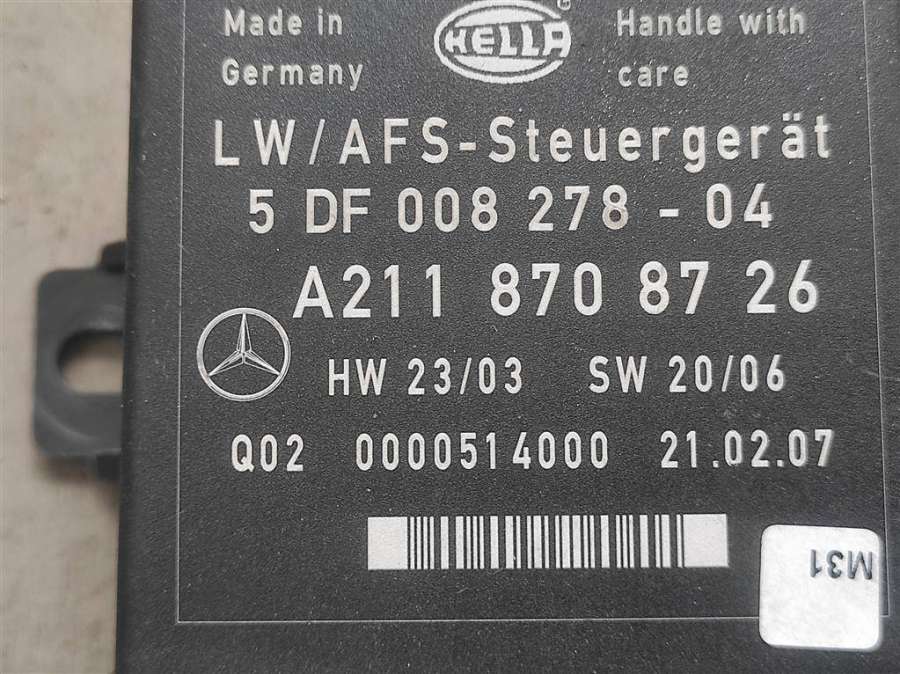 Made in
Germany
HELLA
Handle with
care
LW/AFS-Steuergerät
5 DF 008 278 - 04
A211 870 87 26
HW 23/03 SW 20/06
Q02 0000514000 21.02.07
M31